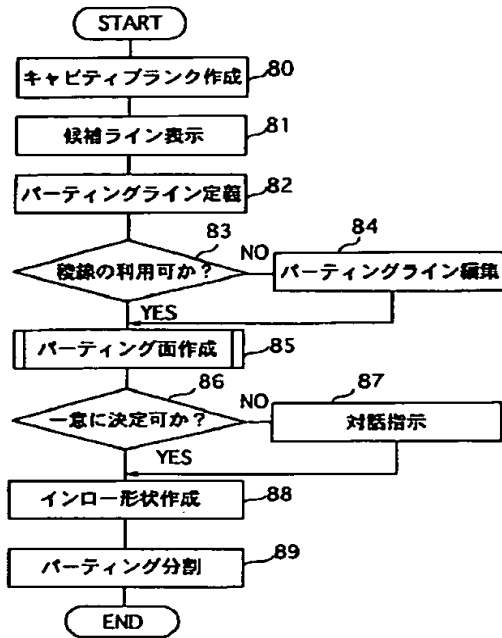 START
キャビティブランク作成 80
候補ライン表示 81
パーティングライン定義 82
83
稜線の利用可か？ NO
84
パーティングライン編集
YES
パーティング面作成 85
86
一意に決定可か？ NO
87
対話指示
YES
インロー形状作成 88
パーティング分割 89
END